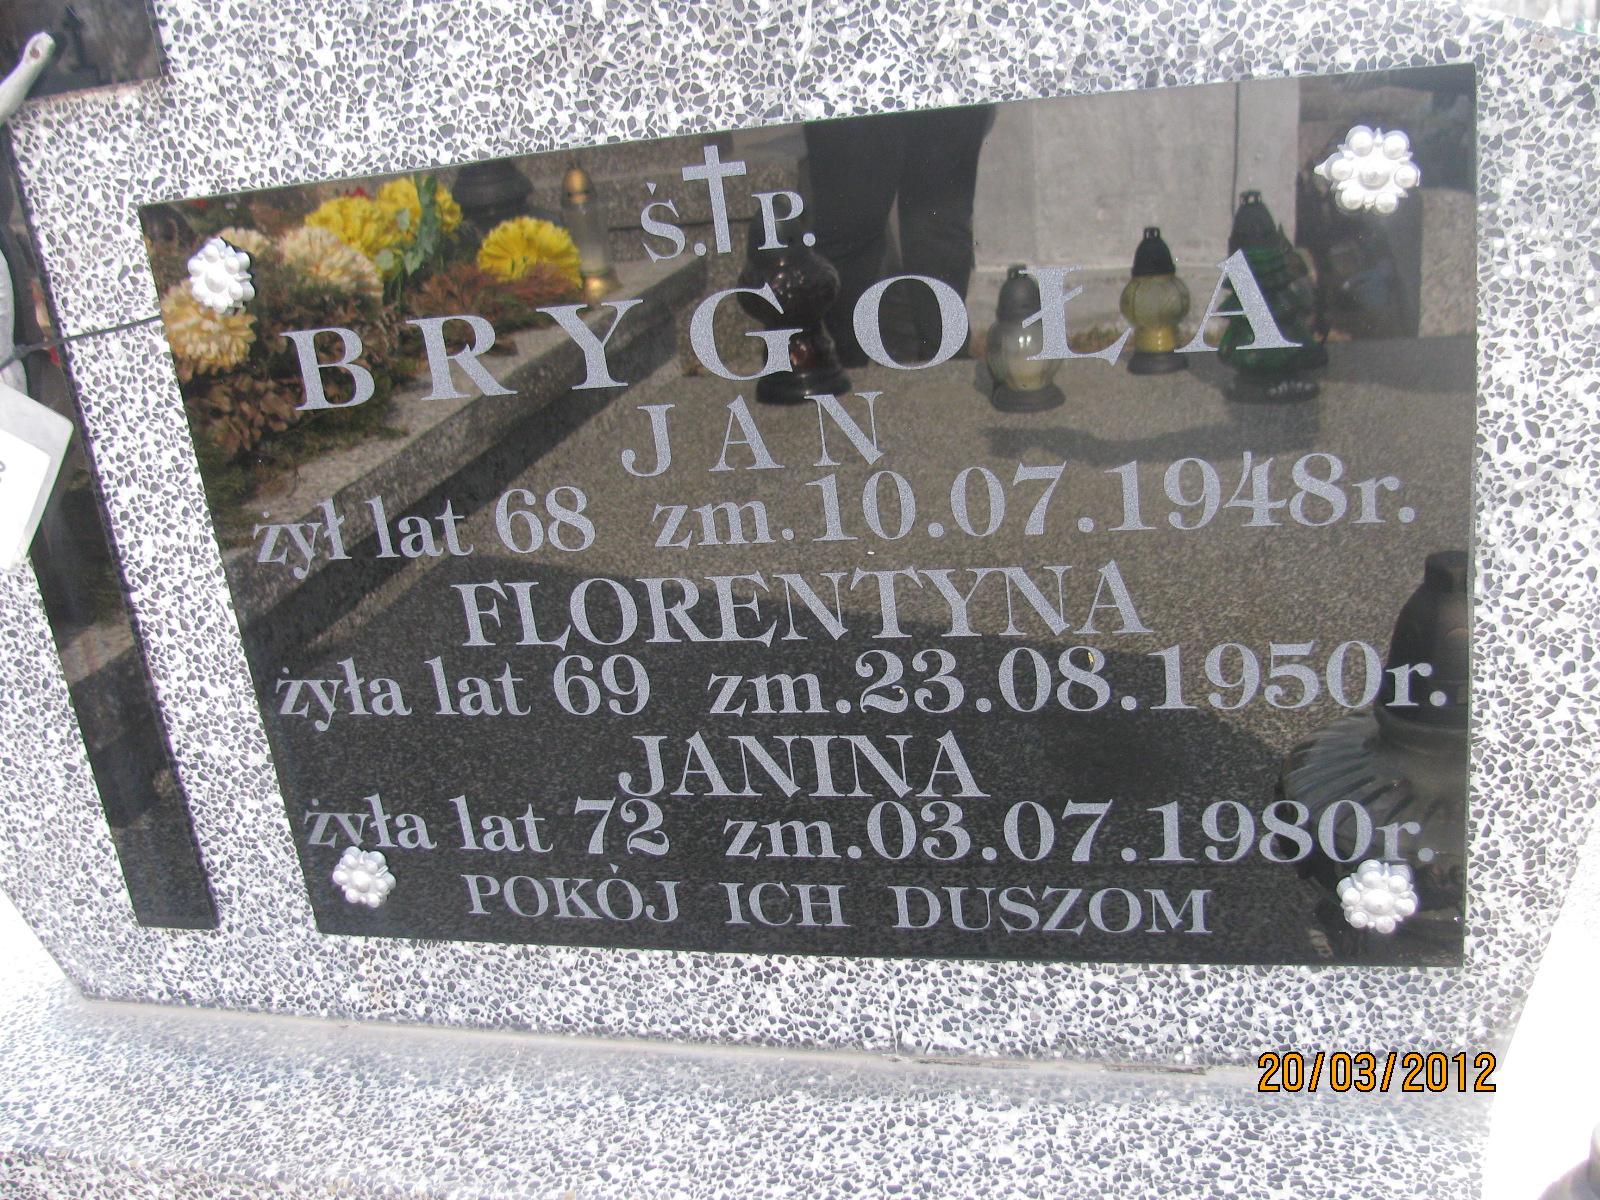 Ś.†P.
BRYGOŁA
JAN
żył lat 68 zm.10.07.1948r.
FLORENTYNA
żyła lat 69 zm.23.08.1950r.
JANINA
żyła lat 72 zm.03.07.1980r.
POKÓJ ICH DUSZOM
20/03/2012